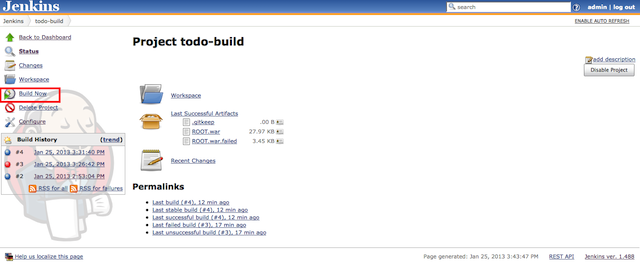 Jenkins
search
admin | log out
Jenkins
todo-build
ENABLE AUTO REFRESH
Back to Dashboard
Status
Changes
Workspace
Build Now
Delete Project
Configure
Build History
(trend)
#4 Jan 25, 2013 3:31:40 PM
#3 Jan 25, 2013 3:26:42 PM
#2 Jan 25, 2013 2:53:04 PM
RSS for all
RSS for failures
Project todo-build
add description
Disable Project
Workspace
Last Successful Artifacts
.gitkeep .00 B
ROOT.war 27.97 KB
ROOT.war.failed 3.45 KB
Recent Changes
Permalinks
Last build (#4), 12 min ago
Last stable build (#4), 12 min ago
Last successful build (#4), 12 min ago
Last failed build (#3), 17 min ago
Last unsuccessful build (#3), 17 min ago
Help us localize this page
Page generated: Jan 25, 2013 3:43:47 PM
REST API
Jenkins ver. 1.488